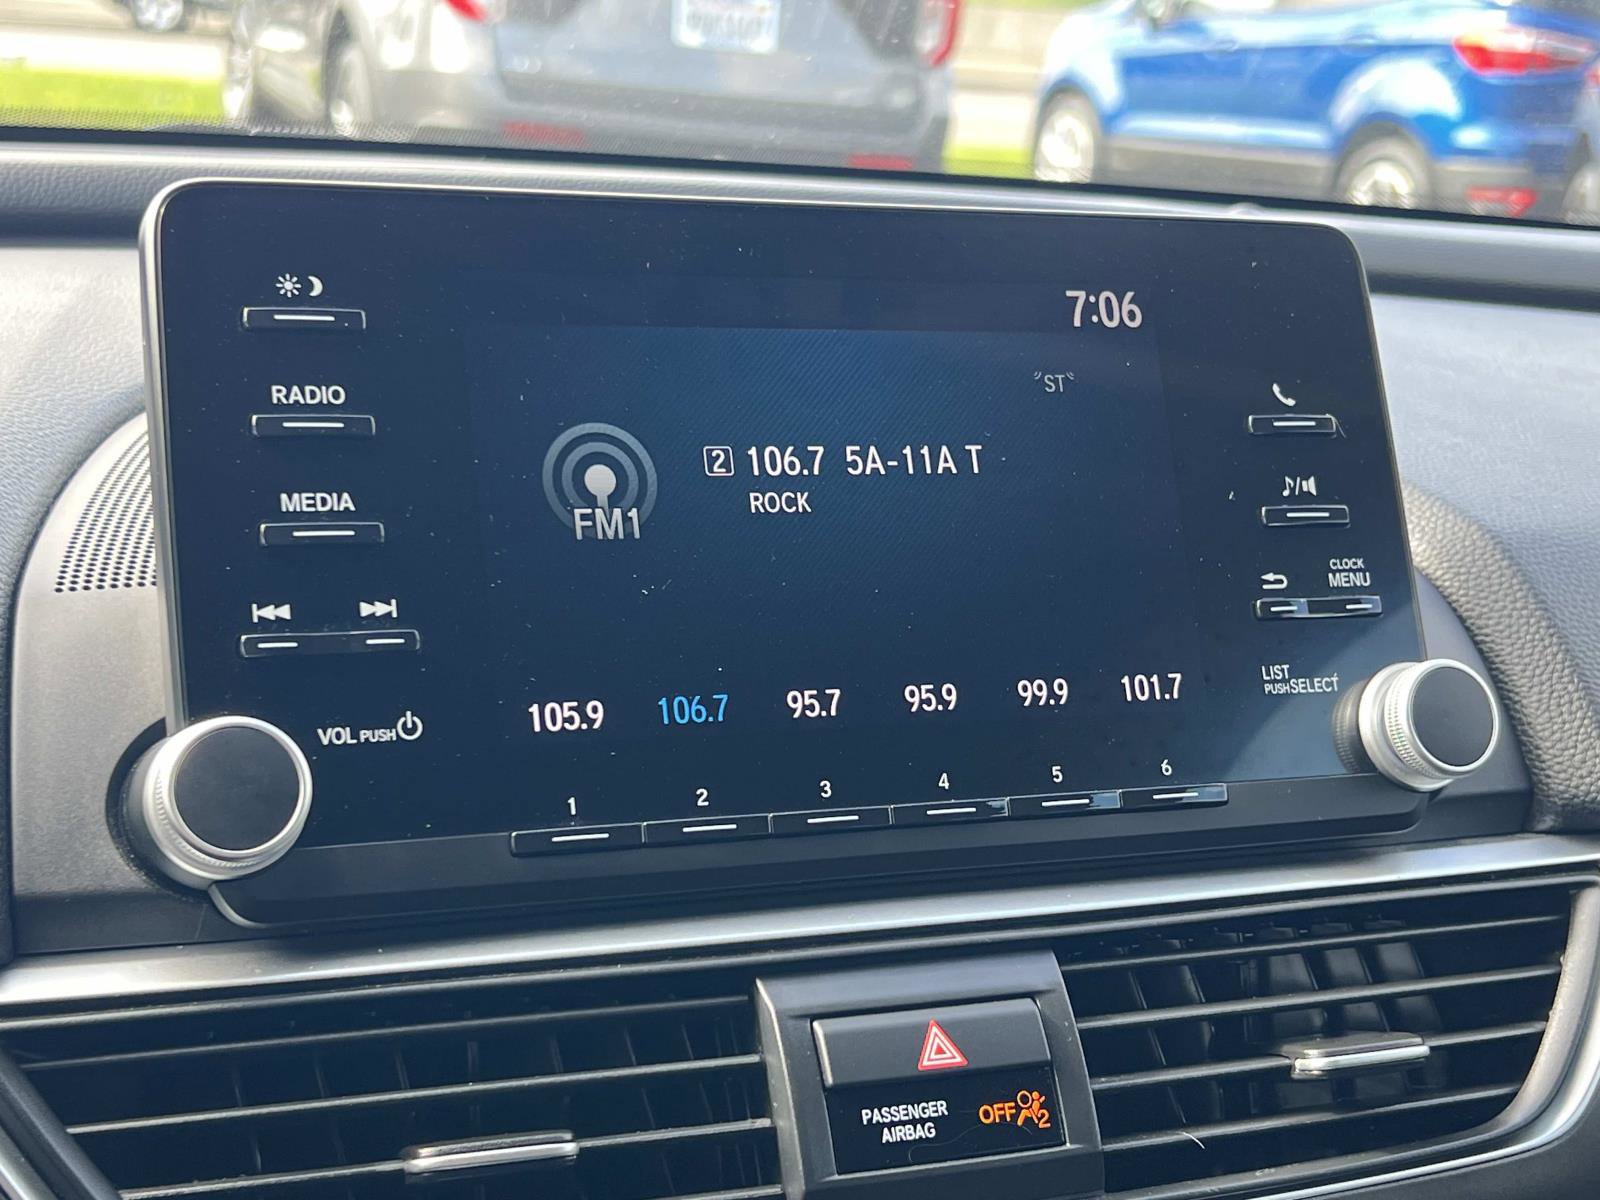 7:06
ST
RADIO
2 106.7 5A-11A T
ROCK
MEDIA
FM1
CLOCK
MENU
LIST
PUSH SELECT
VOL PUSH
105.9 106.7 95.7 95.9 99.9 101.7
1 2 3 4 5 6
PASSENGER
AIRBAG
OFF 2